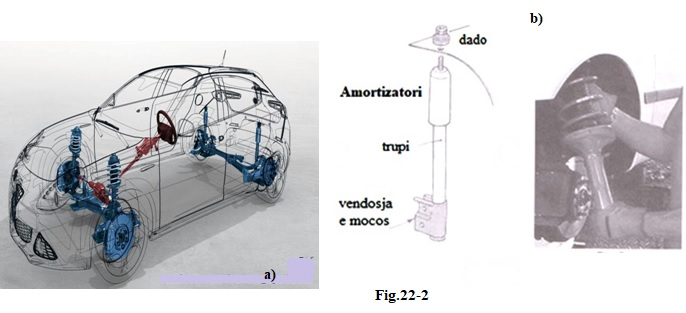 b)
dado
Amortizatori
trupi
vendosja
e mocos
a)
Fig.22-2